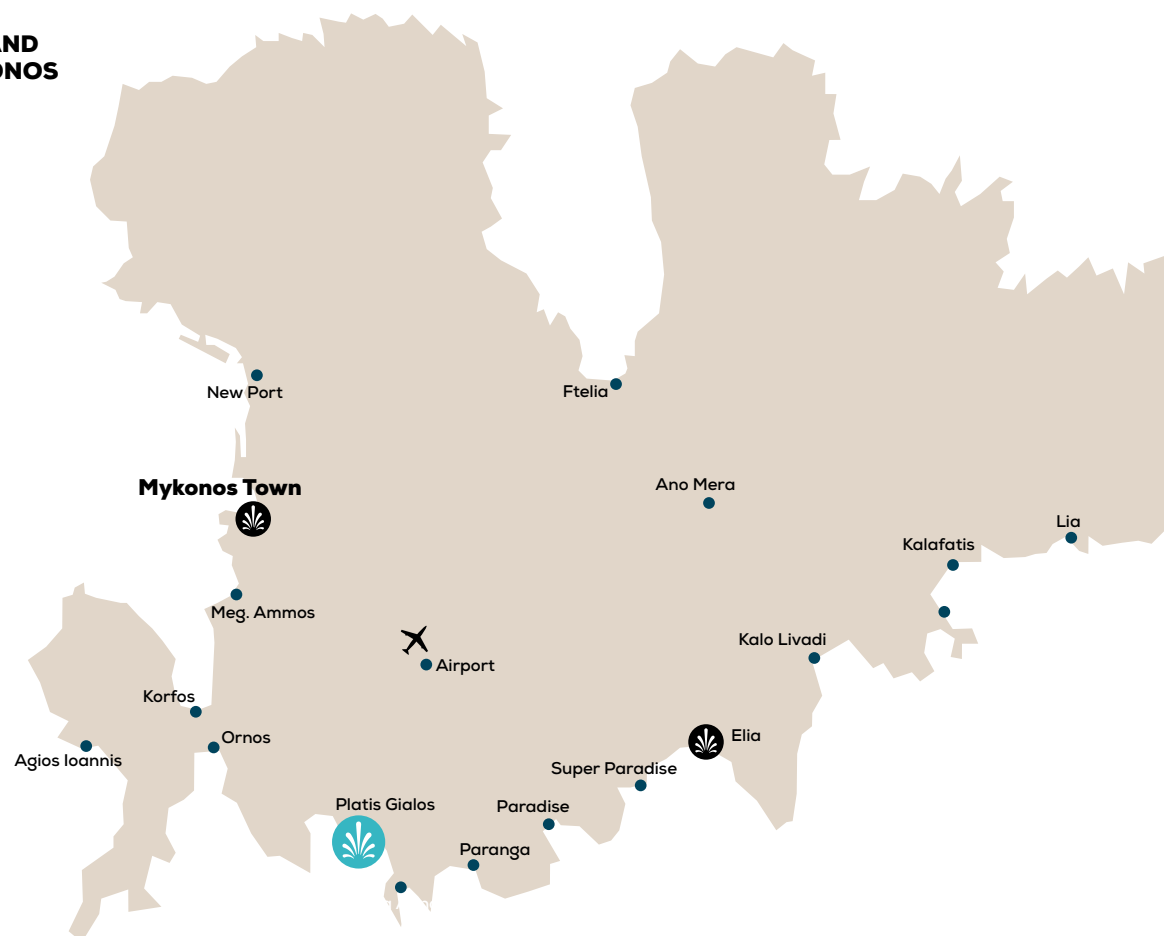 AND
ONOS
New Port
Ftelia
Mykonos Town
Ano Mera
Lia
Kalafatis
Meg. Ammos
Kalo Livadi
Airport
Korfos
Ornos
Elia
Agios Ioannis
Super Paradise
Platis Gialos
Paradise
Paranga